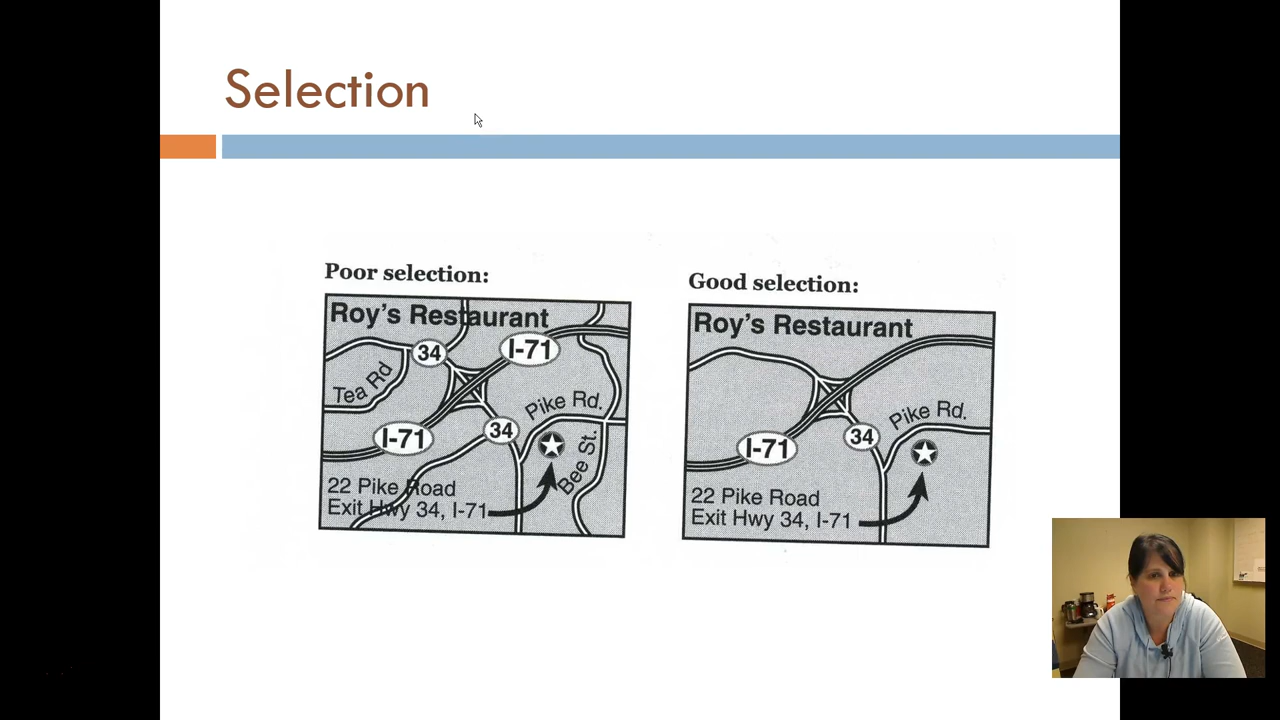 Selection
Poor selection:
Roy's Restaurant
34
I-71
Tea Rd
Pike Rd.
I-71
34
Bee St.
22 Pike Road
Exit Hwy 34, I-71
Good selection:
Roy's Restaurant
Pike Rd.
I-71
34
22 Pike Road
Exit Hwy 34, I-71